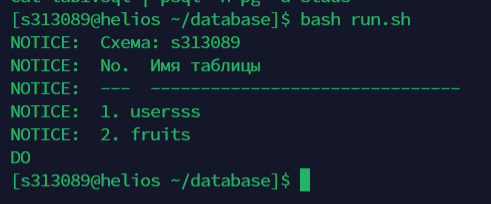 [s313089@helios ~/database]$ bash run.sh
NOTICE:  Схема: s313089
NOTICE:  No.  Имя таблицы
NOTICE:  ---  -------------------------------
NOTICE:  1. usersss
NOTICE:  2. fruits
DO
[s313089@helios ~/database]$